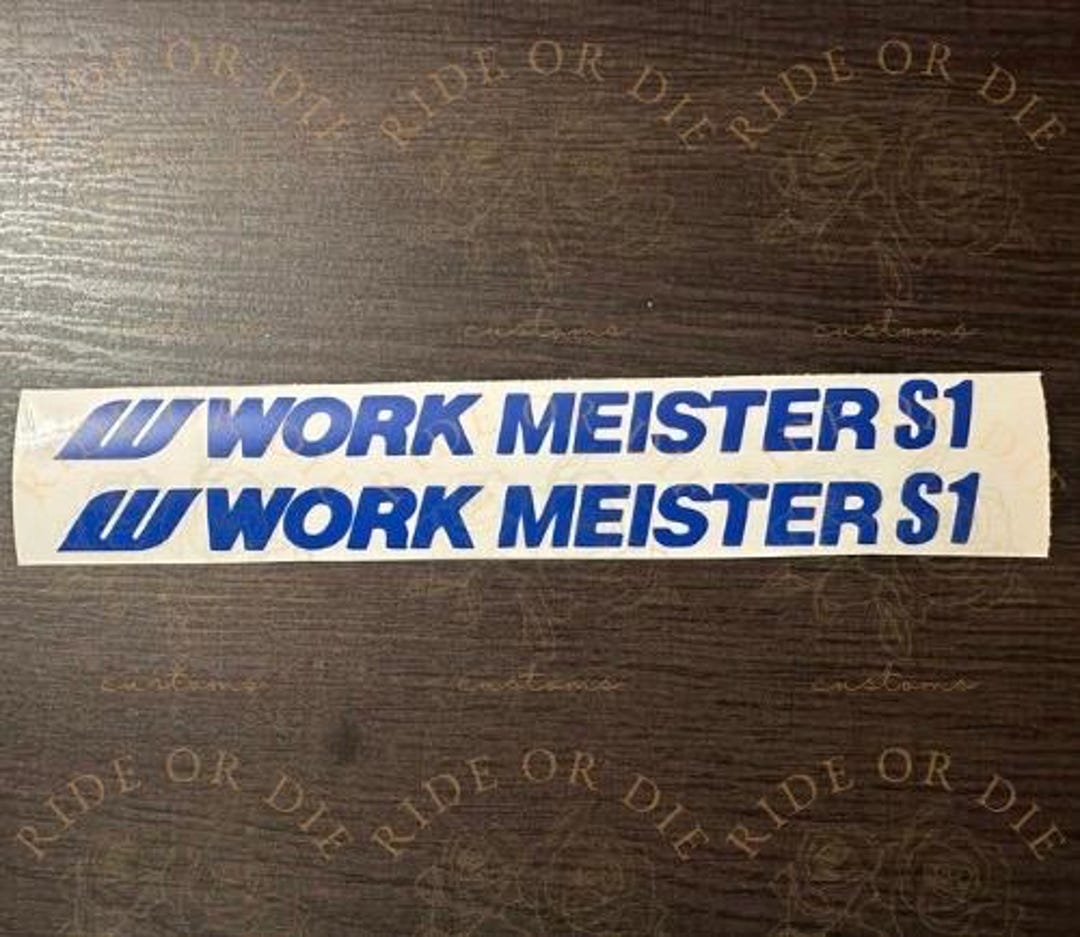 RIDE OR DIE RIDE OR DIE RIDE OR DIE
customs customs
WORK MEISTER S1
WORK MEISTER S1
customs customs customs
RIDE OR DIE RIDE OR DIE RIDE OR DIE